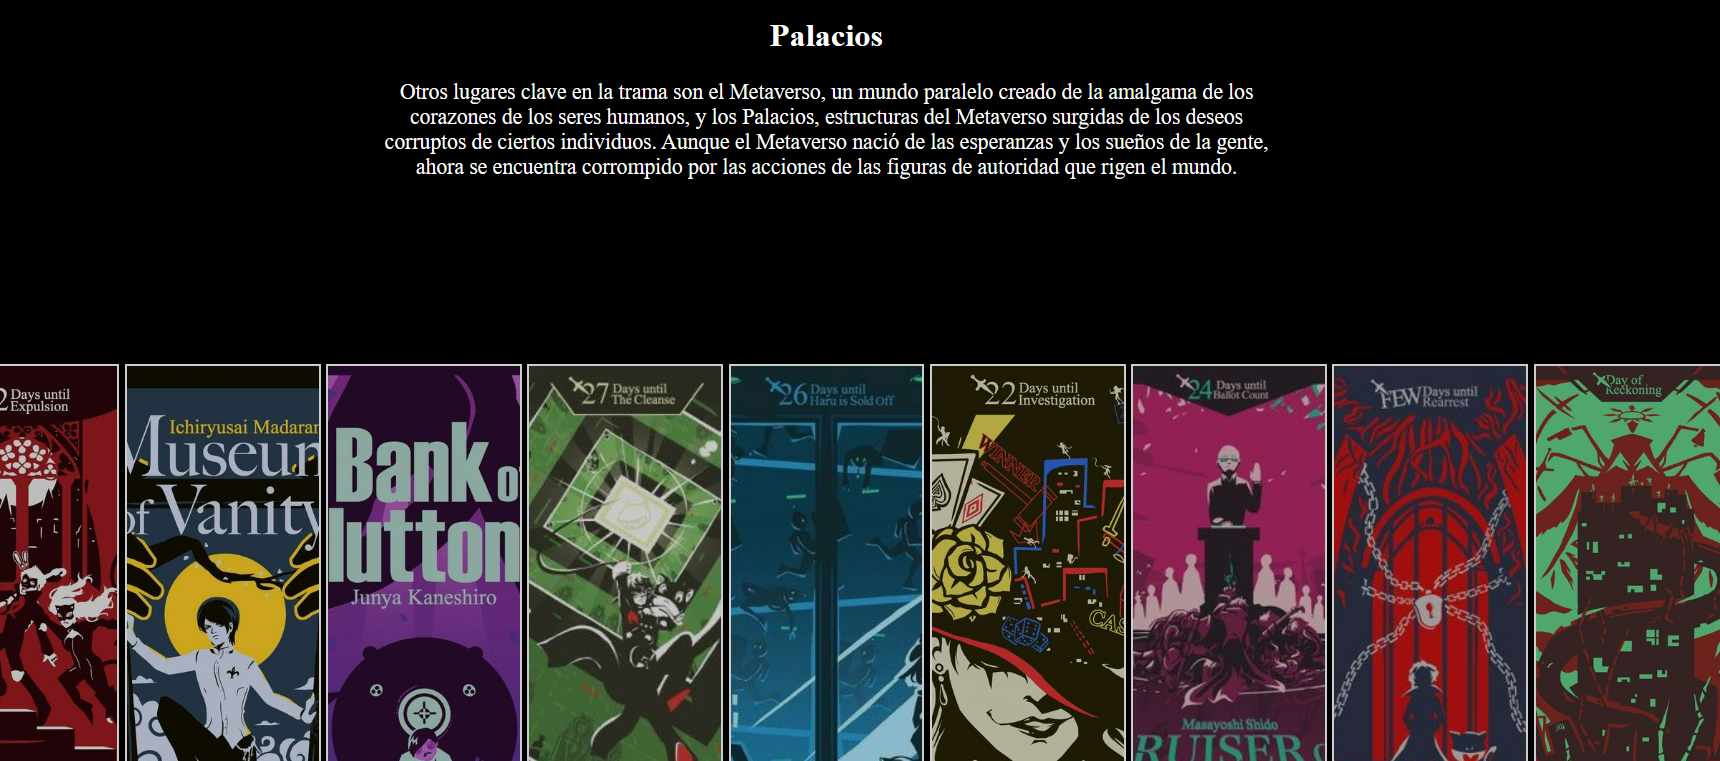 Palacios
Otros lugares clave en la trama son el Metaverso, un mundo paralelo creado de la amalgama de los
corazones de los seres humanos, y los Palacios, estructuras del Metaverso surgidas de los deseos
corruptos de ciertos individuos. Aunque el Metaverso nació de las esperanzas y los sueños de la gente,
ahora se encuentra corrompido por las acciones de las figuras de autoridad que rigen el mundo.
2 Days until
Expulsion
Ichiryusai Madarar
Museum
of Vanity
Bank o
lutton
Junya Kaneshiro
27 Days until
The Cleanse
26 Days until
Haru is Sold Off
22 Days until
Investigation
WINNER
CAS
24 Days until
Ballot Count
Masayoshi Shido
RUISER
FEW Days until
Rearrest
Day of
Reckoning